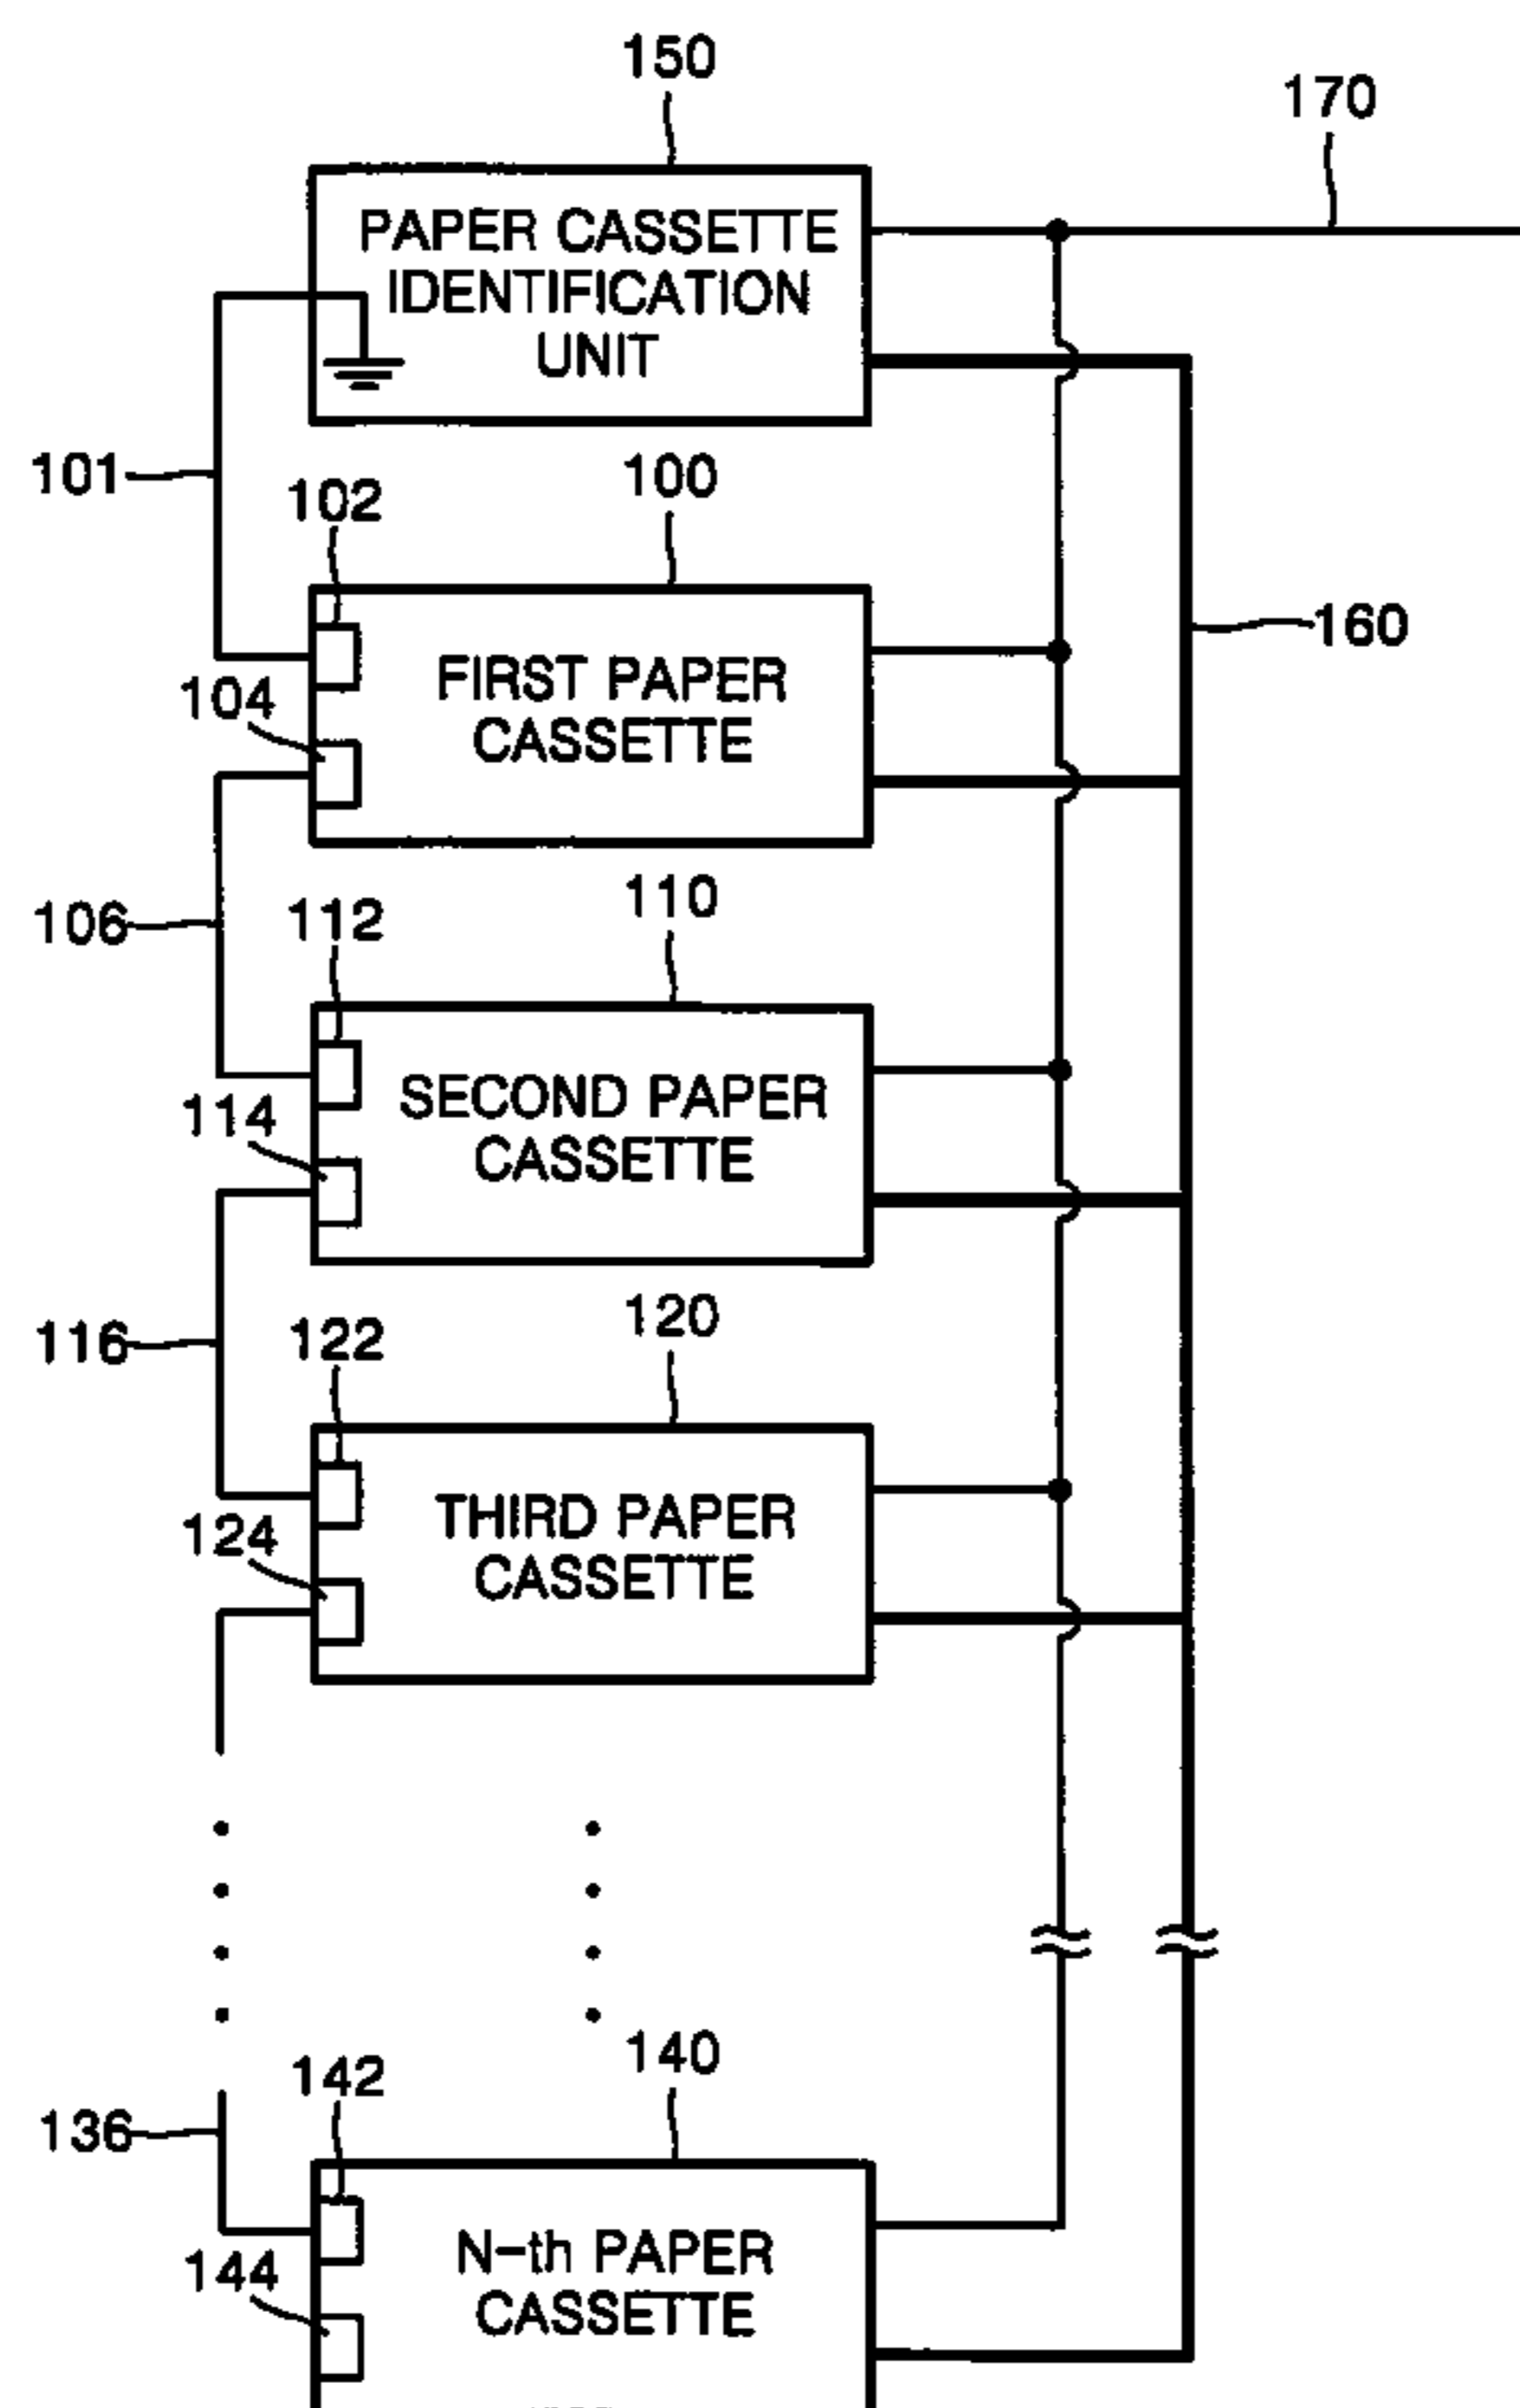 150
170
PAPER CASSETTE
IDENTIFICATION
UNIT
101
102
100
160
104
FIRST PAPER
CASSETTE
106
112
110
114
SECOND PAPER
CASSETTE
116
122
120
124
THIRD PAPER
CASSETTE
142
140
136
144
N-th PAPER
CASSETTE